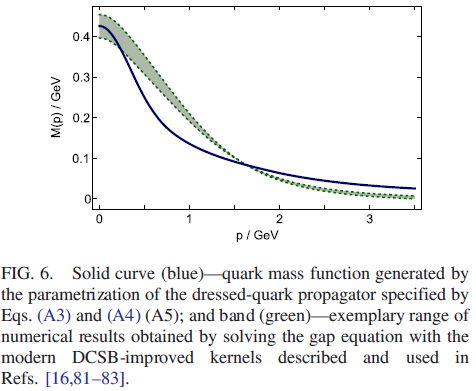 0.4
0.3
0.2
0.1
0
M(p) / GeV
0 1 2 3
p / GeV
FIG. 6. Solid curve (blue)—quark mass function generated by
the parametrization of the dressed-quark propagator specified by
Eqs. (A3) and (A4) (A5); and band (green)—exemplary range of
numerical results obtained by solving the gap equation with the
modern DCSB-improved kernels described and used in
Refs. [16,81–83].